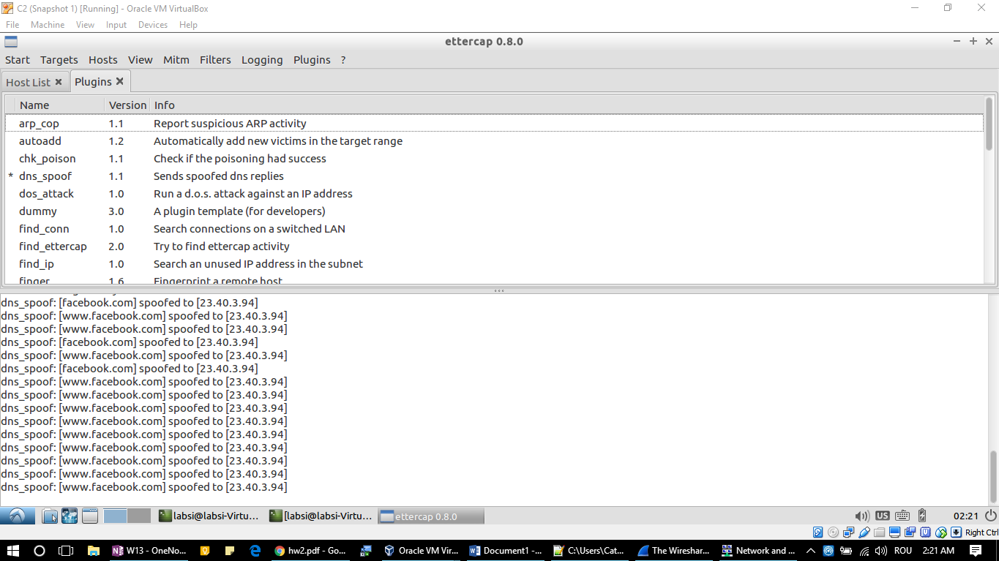 C2 (Snapshot 1) [Running] - Oracle VM VirtualBox
File Machine View Input Devices Help
ettercap 0.8.0
Start Targets Hosts View Mitm Filters Logging Plugins ?
Host List Plugins
Name Version Info
arp_cop 1.1 Report suspicious ARP activity
autoadd 1.2 Automatically add new victims in the target range
chk_poison 1.1 Check if the poisoning had success
* dns_spoof 1.1 Sends spoofed dns replies
dos_attack 1.0 Run a d.o.s. attack against an IP address
dummy 3.0 A plugin template (for developers)
find_conn 1.0 Search connections on a switched LAN
find_ettercap 2.0 Try to find ettercap activity
find_ip 1.0 Search an unused IP address in the subnet
finger 1.6 Fingerprint a remote host
dns_spoof: [facebook.com] spoofed to [23.40.3.94]
dns_spoof: [www.facebook.com] spoofed to [23.40.3.94]
dns_spoof: [www.facebook.com] spoofed to [23.40.3.94]
dns_spoof: [facebook.com] spoofed to [23.40.3.94]
dns_spoof: [www.facebook.com] spoofed to [23.40.3.94]
dns_spoof: [facebook.com] spoofed to [23.40.3.94]
dns_spoof: [www.facebook.com] spoofed to [23.40.3.94]
dns_spoof: [www.facebook.com] spoofed to [23.40.3.94]
dns_spoof: [www.facebook.com] spoofed to [23.40.3.94]
dns_spoof: [www.facebook.com] spoofed to [23.40.3.94]
dns_spoof: [www.facebook.com] spoofed to [23.40.3.94]
dns_spoof: [www.facebook.com] spoofed to [23.40.3.94]
dns_spoof: [www.facebook.com] spoofed to [23.40.3.94]
dns_spoof: [www.facebook.com] spoofed to [23.40.3.94]
dns_spoof: [www.facebook.com] spoofed to [23.40.3.94]
labsi@labsi-Virtu... [labsi@labsi-Virtu... ettercap 0.8.0 US 02:21
Right Ctrl
W13 - OneNo... hw2.pdf - Go... Oracle VM Vir... Document1 -... C:\Users\Cat... The Wireshar... Network and ... ROU 2:21 AM